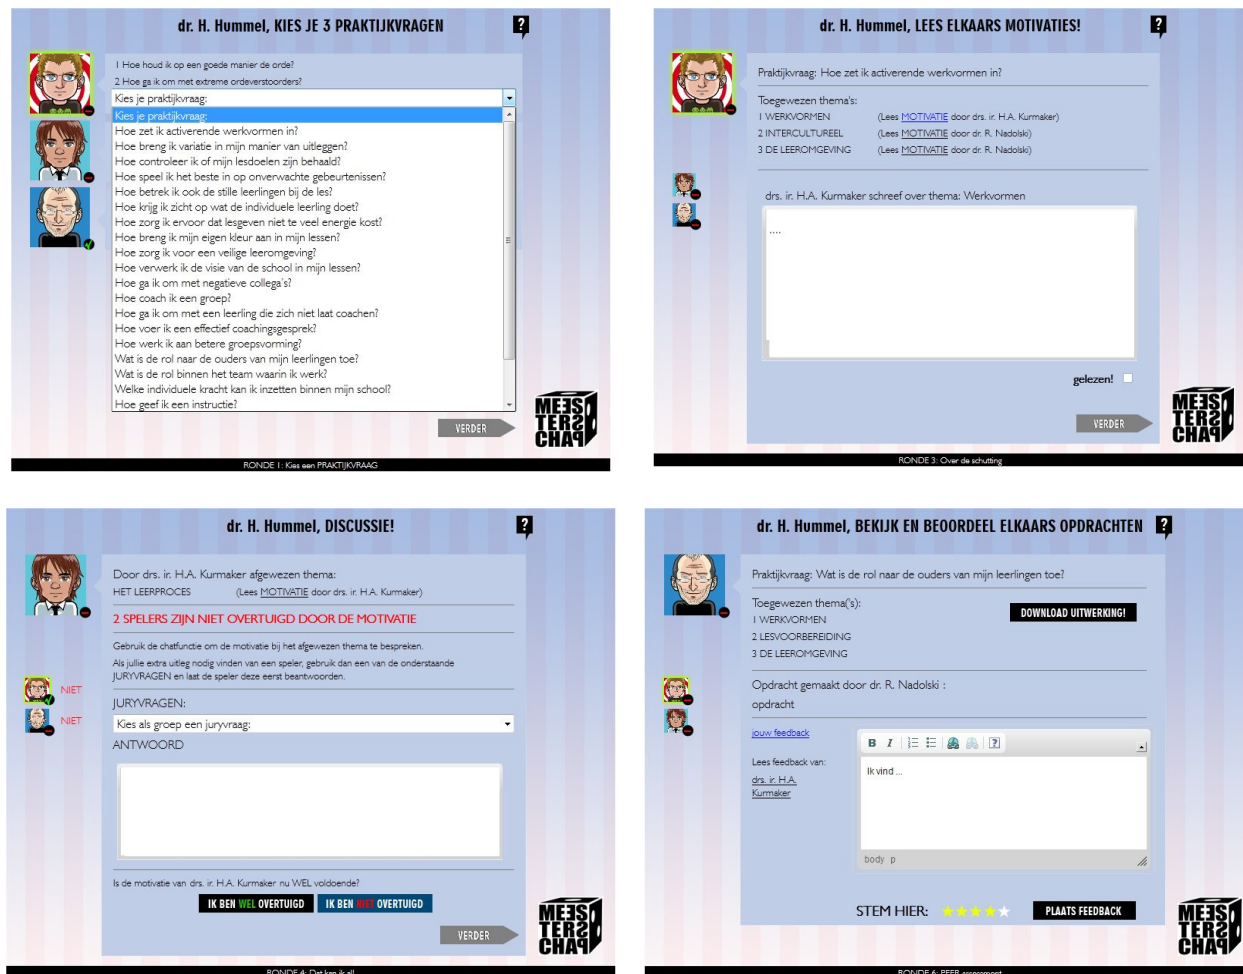 dr. H. Hummel, KIES JE 3 PRAKTIJKVRAGEN
?
1 Hoe houd ik op een goede manier de orde?
2 Hoe ga ik om met extreme ordeverstoorders?
Kies je praktijkvraag:
Kies je praktijkvraag:
Hoe zet ik activerende werkvormen in?
Hoe breng ik variatie in mijn manier van uitleggen?
Hoe controleer ik of mijn lesdoelen zijn behaald?
Hoe speel ik het beste in op onverwachte gebeurtenissen?
Hoe betrek ik ook de stille leerlingen bij de les?
Hoe krijg ik zicht op wat de individuele leerling doet?
Hoe zorg ik ervoor dat lesgeven niet te veel energie kost?
Hoe breng ik mijn eigen kleur aan in mijn lessen?
Hoe zorg ik voor een veilige leeromgeving?
Hoe verwerk ik de visie van de school in mijn lessen?
Hoe ga ik om met negatieve collega's?
Hoe coach ik een groep?
Hoe ga ik om met een leerling die zich niet laat coachen?
Hoe voer ik een effectief coachingsgesprek?
Hoe werk ik aan betere groepsvorming?
Wat is de rol naar de ouders van mijn leerlingen toe?
Wat is de rol binnen het team waarin ik werk?
Welke individuele kracht kan ik inzetten binnen mijn school?
Hoe geef ik een instructie?
VERDER
MEES
TERS
CHAP
RONDE 1: Kies een PRAKTIJKVRAAG
dr. H. Hummel, LEES ELKAARS MOTIVATIES!
?
Praktijkvraag: Hoe zet ik activerende werkvormen in?
Toegewezen thema's:
1 WERKVORMEN (Lees MOTIVATIE door drs. ir. H.A. Kurmaker)
2 INTERCULTUREEL (Lees MOTIVATIE door dr. R. Nadolski)
3 DE LEEROMGEVING (Lees MOTIVATIE door dr. R. Nadolski)
drs. ir. H.A. Kurmaker schreef over thema: Werkvormen
....
gelezen!
VERDER
MEES
TERS
CHAP
RONDE 3: Over de schutting
dr. H. Hummel, DISCUSSIE!
?
Door drs. ir. H.A. Kurmaker afgewezen thema:
HET LEERPROCES (Lees MOTIVATIE door drs. ir. H.A. Kurmaker)
2 SPELERS ZIJN NIET OVERTUIGD DOOR DE MOTIVATIE
Gebruik de chatfunctie om de motivatie bij het afgewezen thema te bespreken.
Als jullie extra uitleg nodig vinden van een speler, gebruik dan een van de onderstaande
JURYVRAGEN en laat de speler deze eerst beantwoorden.
NIET
NIET
JURYVRAGEN:
Kies als groep een juryvraag:
ANTWOORD
Is de motivatie van drs. ir. H.A. Kurmaker nu WEL voldoende?
IK BEN WEL OVERTUIGD IK BEN NIET OVERTUIGD
VERDER
MEES
TERS
CHAP
RONDE 4: Dat kan ik al!
dr. H. Hummel, BEKIJK EN BEOORDEEL ELKAARS OPDRACHTEN
?
Praktijkvraag: Wat is de rol naar de ouders van mijn leerlingen toe?
Toegewezen thema('s):
DOWNLOAD UITWERKING!
1 WERKVORMEN
2 LESVOORBEREIDING
3 DE LEEROMGEVING
Opdracht gemaakt door dr. R. Nadolski :
opdracht
jouw feedback
Lees feedback van:
drs. ir. H.A.
Kurmaker
B I ?
Ik vind ...
body p
STEM HIER:
PLAATS FEEDBACK
MEES
TERS
CHAP
RONDE 6: PEER assessment